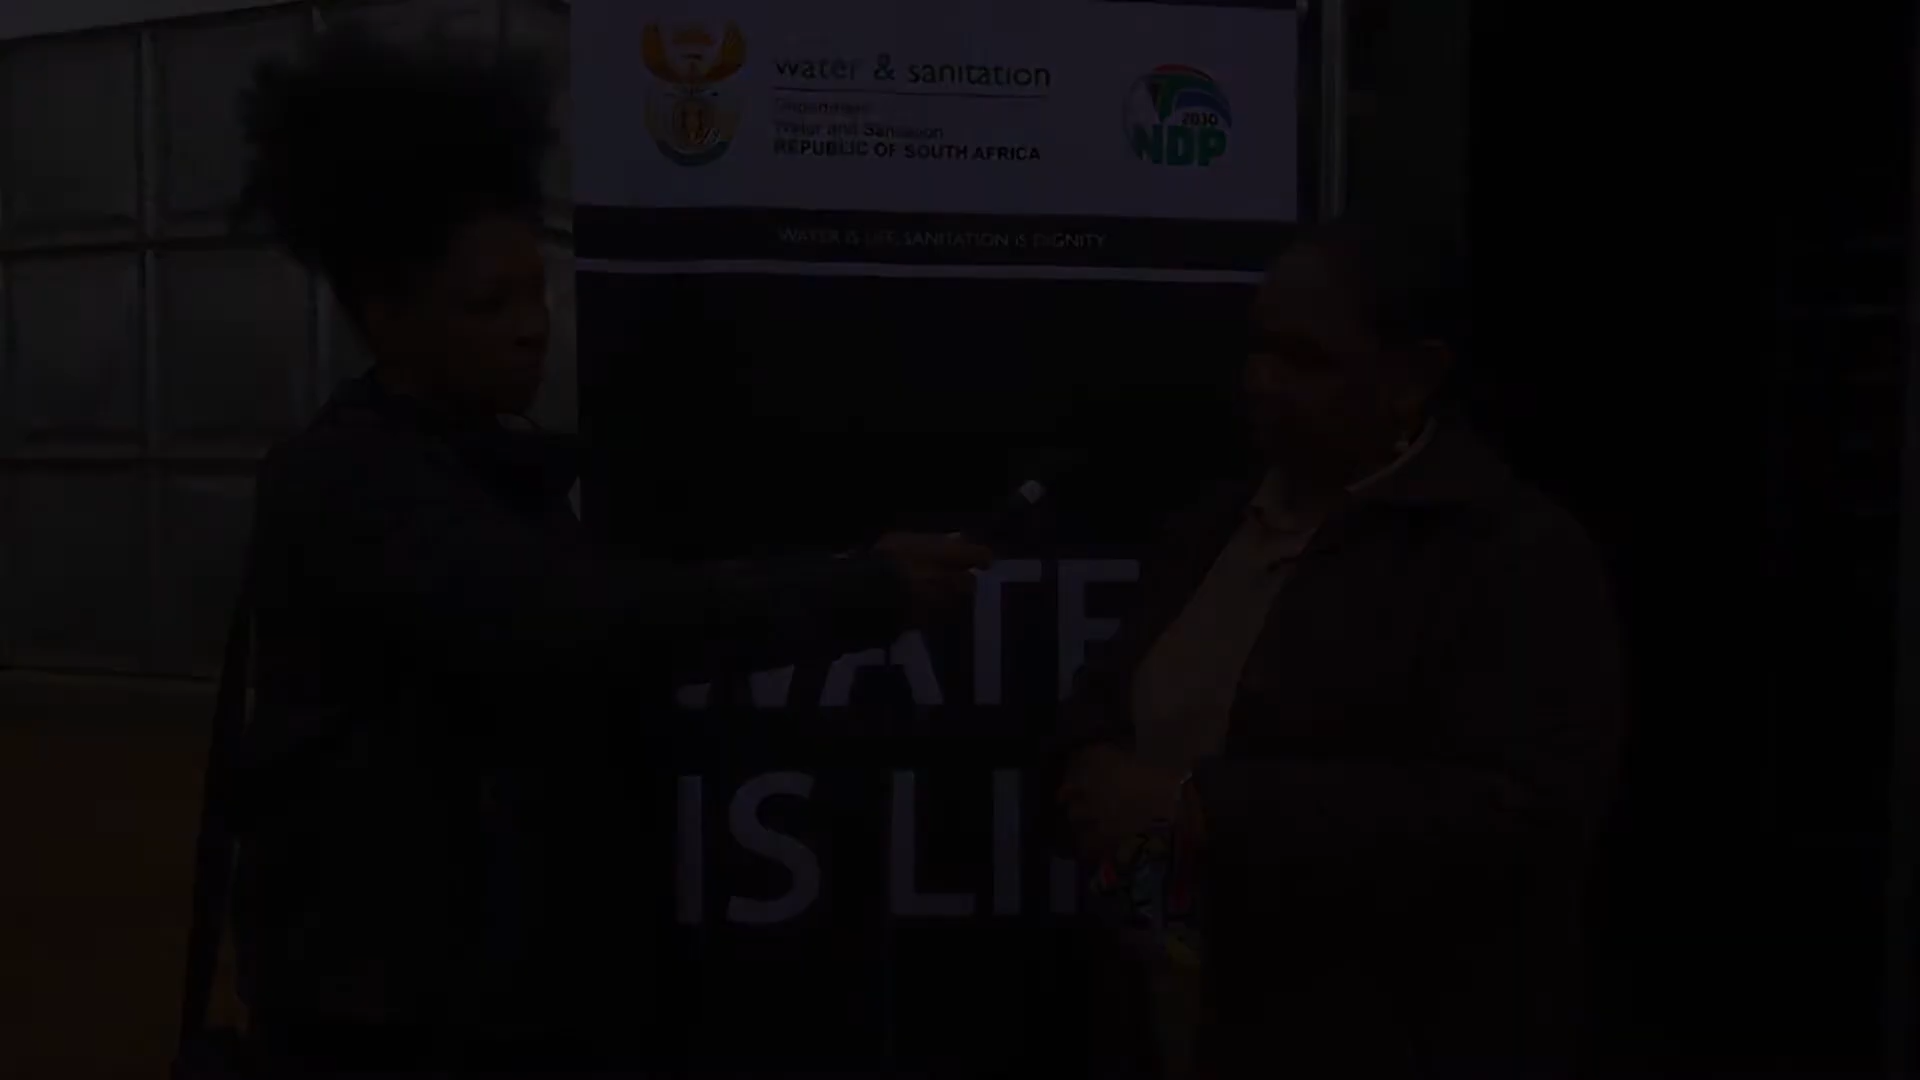 water & sanitation
Department:
Water and Sanitation
REPUBLIC OF SOUTH AFRICA
2030
NDP
WATER IS LIFE, SANITATION IS DIGNITY
WATE
IS LI